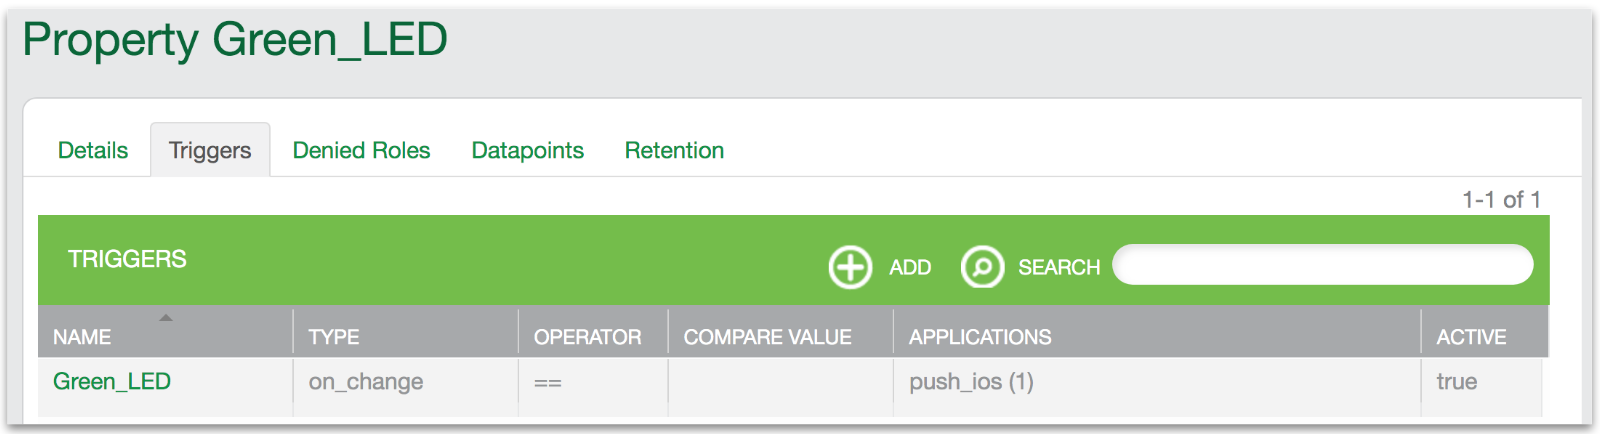 Property Green_LED
Details Triggers Denied Roles Datapoints Retention
1-1 of 1
TRIGGERS ADD SEARCH
NAME TYPE OPERATOR COMPARE VALUE APPLICATIONS ACTIVE
Green_LED on_change == push_ios (1) true